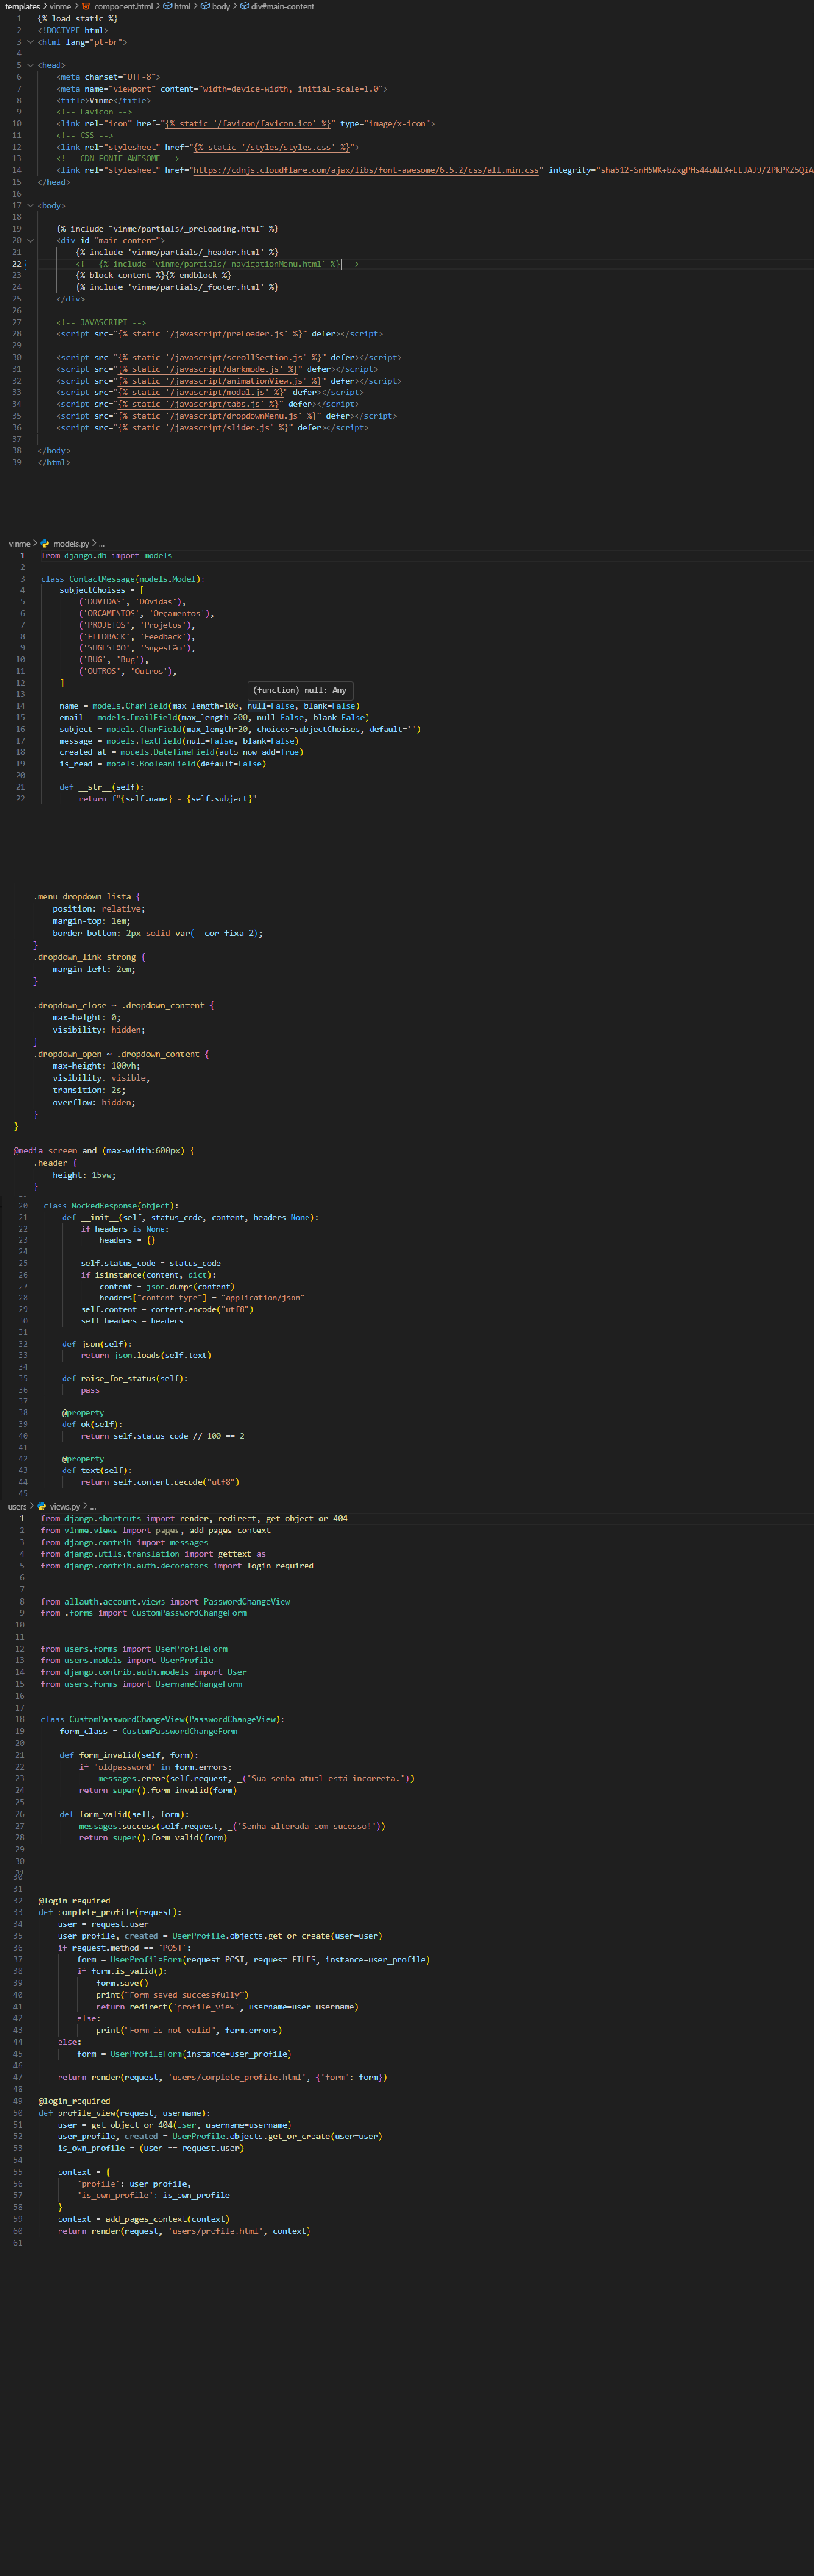 templates > vinme > component.html > html > body > div#main-content
1 {% load static %}
2 <!DOCTYPE html>
3 <html lang="pt-br">
4
5 <head>
6 <meta charset="UTF-8">
7 <meta name="viewport" content="width=device-width, initial-scale=1.0">
8 <title>Vinme</title>
9 <!-- Favicon -->
10 <link rel="icon" href="{% static '/favicon/favicon.ico' %}" type="image/x-icon">
11 <!-- CSS -->
12 <link rel="stylesheet" href="{% static '/styles/styles.css' %}">
13 <!-- CDN FONTE AWESOME -->
14 <link rel="stylesheet" href="https://cdnjs.cloudflare.com/ajax/libs/font-awesome/6.5.2/css/all.min.css" integrity="sha512-SnH5WK+bZxgPHs44uWIX+LLJAJ9/2PkPKZ5QiA
15 </head>
16
17 <body>
18
19 {% include "vinme/partials/_preLoading.html" %}
20 <div id="main-content">
21 {% include 'vinme/partials/_header.html' %}
22 <!-- {% include 'vinme/partials/_navigationMenu.html' %} -->
23 {% block content %}{% endblock %}
24 {% include 'vinme/partials/_footer.html' %}
25 </div>
26
27 <!-- JAVASCRIPT -->
28 <script src="{% static '/javascript/preLoader.js' %}" defer></script>
29
30 <script src="{% static '/javascript/scrollSection.js' %}" defer></script>
31 <script src="{% static '/javascript/darkmode.js' %}" defer></script>
32 <script src="{% static '/javascript/animationView.js' %}" defer></script>
33 <script src="{% static '/javascript/modal.js' %}" defer></script>
34 <script src="{% static '/javascript/tabs.js' %}" defer></script>
35 <script src="{% static '/javascript/dropdownMenu.js' %}" defer></script>
36 <script src="{% static '/javascript/slider.js' %}" defer></script>
37
38 </body>
39 </html>
vinme > models.py > ...
1 from django.db import models
2
3 class ContactMessage(models.Model):
4 subjectChoises = [
5 ('DUVIDAS', 'Dúvidas'),
6 ('ORCAMENTOS', 'Orçamentos'),
7 ('PROJETOS', 'Projetos'),
8 ('FEEDBACK', 'Feedback'),
9 ('SUGESTAO', 'Sugestão'),
10 ('BUG', 'Bug'),
11 ('OUTROS', 'Outros'),
12 ]
13 (function) null: Any
14 name = models.CharField(max_length=100, null=False, blank=False)
15 email = models.EmailField(max_length=200, null=False, blank=False)
16 subject = models.CharField(max_length=20, choices=subjectChoises, default='')
17 message = models.TextField(null=False, blank=False)
18 created_at = models.DateTimeField(auto_now_add=True)
19 is_read = models.BooleanField(default=False)
20
21 def __str__(self):
22 return f"{self.name} - {self.subject}"
.menu_dropdown_lista {
position: relative;
margin-top: 1em;
border-bottom: 2px solid var(--cor-fixa-2);
}
.dropdown_link strong {
margin-left: 2em;
}
.dropdown_close ~ .dropdown_content {
max-height: 0;
visibility: hidden;
}
.dropdown_open ~ .dropdown_content {
max-height: 100vh;
visibility: visible;
transition: 2s;
overflow: hidden;
}
}
@media screen and (max-width:600px) {
.header {
height: 15vw;
}
20 class MockedResponse(object):
21 def __init__(self, status_code, content, headers=None):
22 if headers is None:
23 headers = {}
24
25 self.status_code = status_code
26 if isinstance(content, dict):
27 content = json.dumps(content)
28 headers["content-type"] = "application/json"
29 self.content = content.encode("utf8")
30 self.headers = headers
31
32 def json(self):
33 return json.loads(self.text)
34
35 def raise_for_status(self):
36 pass
37
38 @property
39 def ok(self):
40 return self.status_code // 100 == 2
41
42 @property
43 def text(self):
44 return self.content.decode("utf8")
45
users > views.py > ...
1 from django.shortcuts import render, redirect, get_object_or_404
2 from vinme.views import pages, add_pages_context
3 from django.contrib import messages
4 from django.utils.translation import gettext as _
5 from django.contrib.auth.decorators import login_required
6
7
8 from allauth.account.views import PasswordChangeView
9 from .forms import CustomPasswordChangeForm
10
11
12 from users.forms import UserProfileForm
13 from users.models import UserProfile
14 from django.contrib.auth.models import User
15 from users.forms import UsernameChangeForm
16
17
18 class CustomPasswordChangeView(PasswordChangeView):
19 form_class = CustomPasswordChangeForm
20
21 def form_invalid(self, form):
22 if 'oldpassword' in form.errors:
23 messages.error(self.request, _('Sua senha atual está incorreta.'))
24 return super().form_invalid(form)
25
26 def form_valid(self, form):
27 messages.success(self.request, _('Senha alterada com sucesso!'))
28 return super().form_valid(form)
29
30
30
31
32 @login_required
33 def complete_profile(request):
34 user = request.user
35 user_profile, created = UserProfile.objects.get_or_create(user=user)
36 if request.method == 'POST':
37 form = UserProfileForm(request.POST, request.FILES, instance=user_profile)
38 if form.is_valid():
39 form.save()
40 print("Form saved successfully")
41 return redirect('profile_view', username=user.username)
42 else:
43 print("Form is not valid", form.errors)
44 else:
45 form = UserProfileForm(instance=user_profile)
46
47 return render(request, 'users/complete_profile.html', {'form': form})
48
49 @login_required
50 def profile_view(request, username):
51 user = get_object_or_404(User, username=username)
52 user_profile, created = UserProfile.objects.get_or_create(user=user)
53 is_own_profile = (user == request.user)
54
55 context = {
56 'profile': user_profile,
57 'is_own_profile': is_own_profile
58 }
59 context = add_pages_context(context)
60 return render(request, 'users/profile.html', context)
61